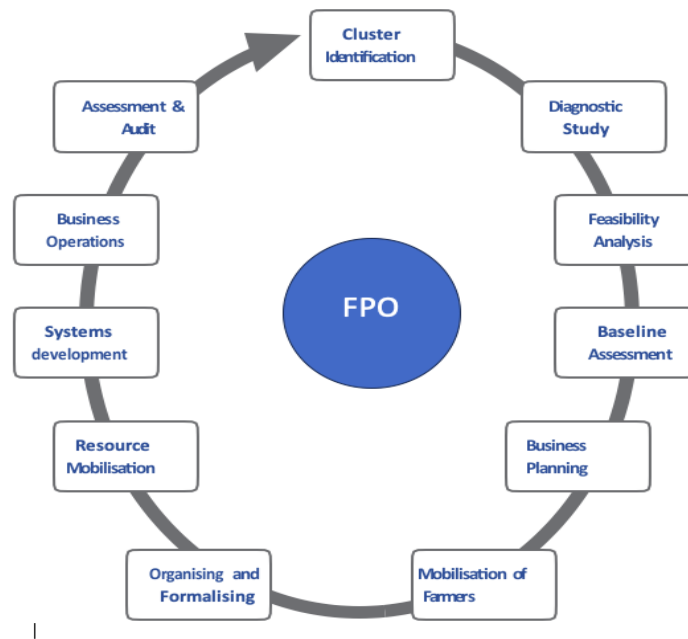 Cluster
Identification
Diagnostic
Study
Feasibility
Analysis
Baseline
Assessment
Business
Planning
Mobilisation of
Farmers
Organising and
Formalising
Resource
Mobilisation
Systems
development
Business
Operations
Assessment &
Audit
FPO